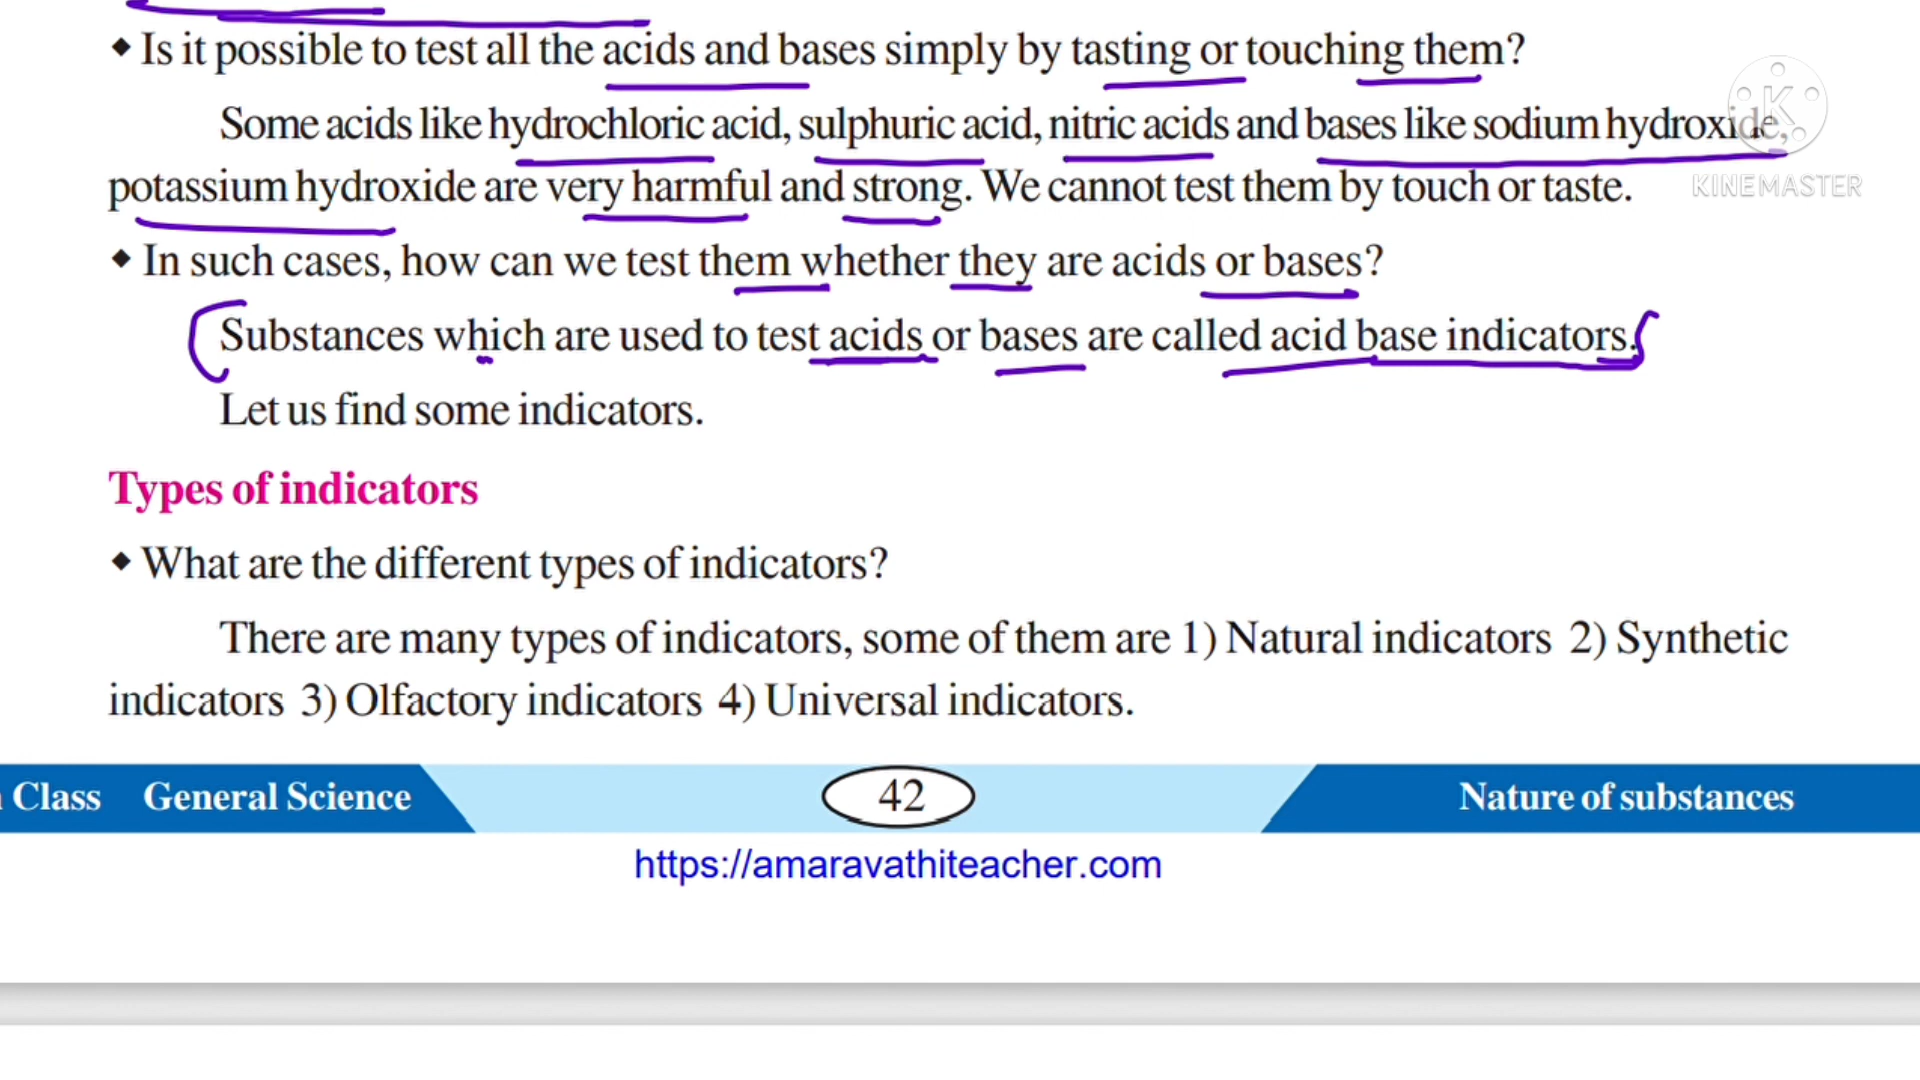 ◆ Is it possible to test all the acids and bases simply by tasting or touching them?
Some acids like hydrochloric acid, sulphuric acid, nitric acids and bases like sodium hydroxide,
potassium hydroxide are very harmful and strong. We cannot test them by touch or taste.
KINEMASTER
◆ In such cases, how can we test them whether they are acids or bases?
Substances which are used to test acids or bases are called acid base indicators.
Let us find some indicators.
Types of indicators
◆ What are the different types of indicators?
There are many types of indicators, some of them are 1) Natural indicators 2) Synthetic
indicators 3) Olfactory indicators 4) Universal indicators.
Class General Science 42 Nature of substances
https://amaravathiteacher.com